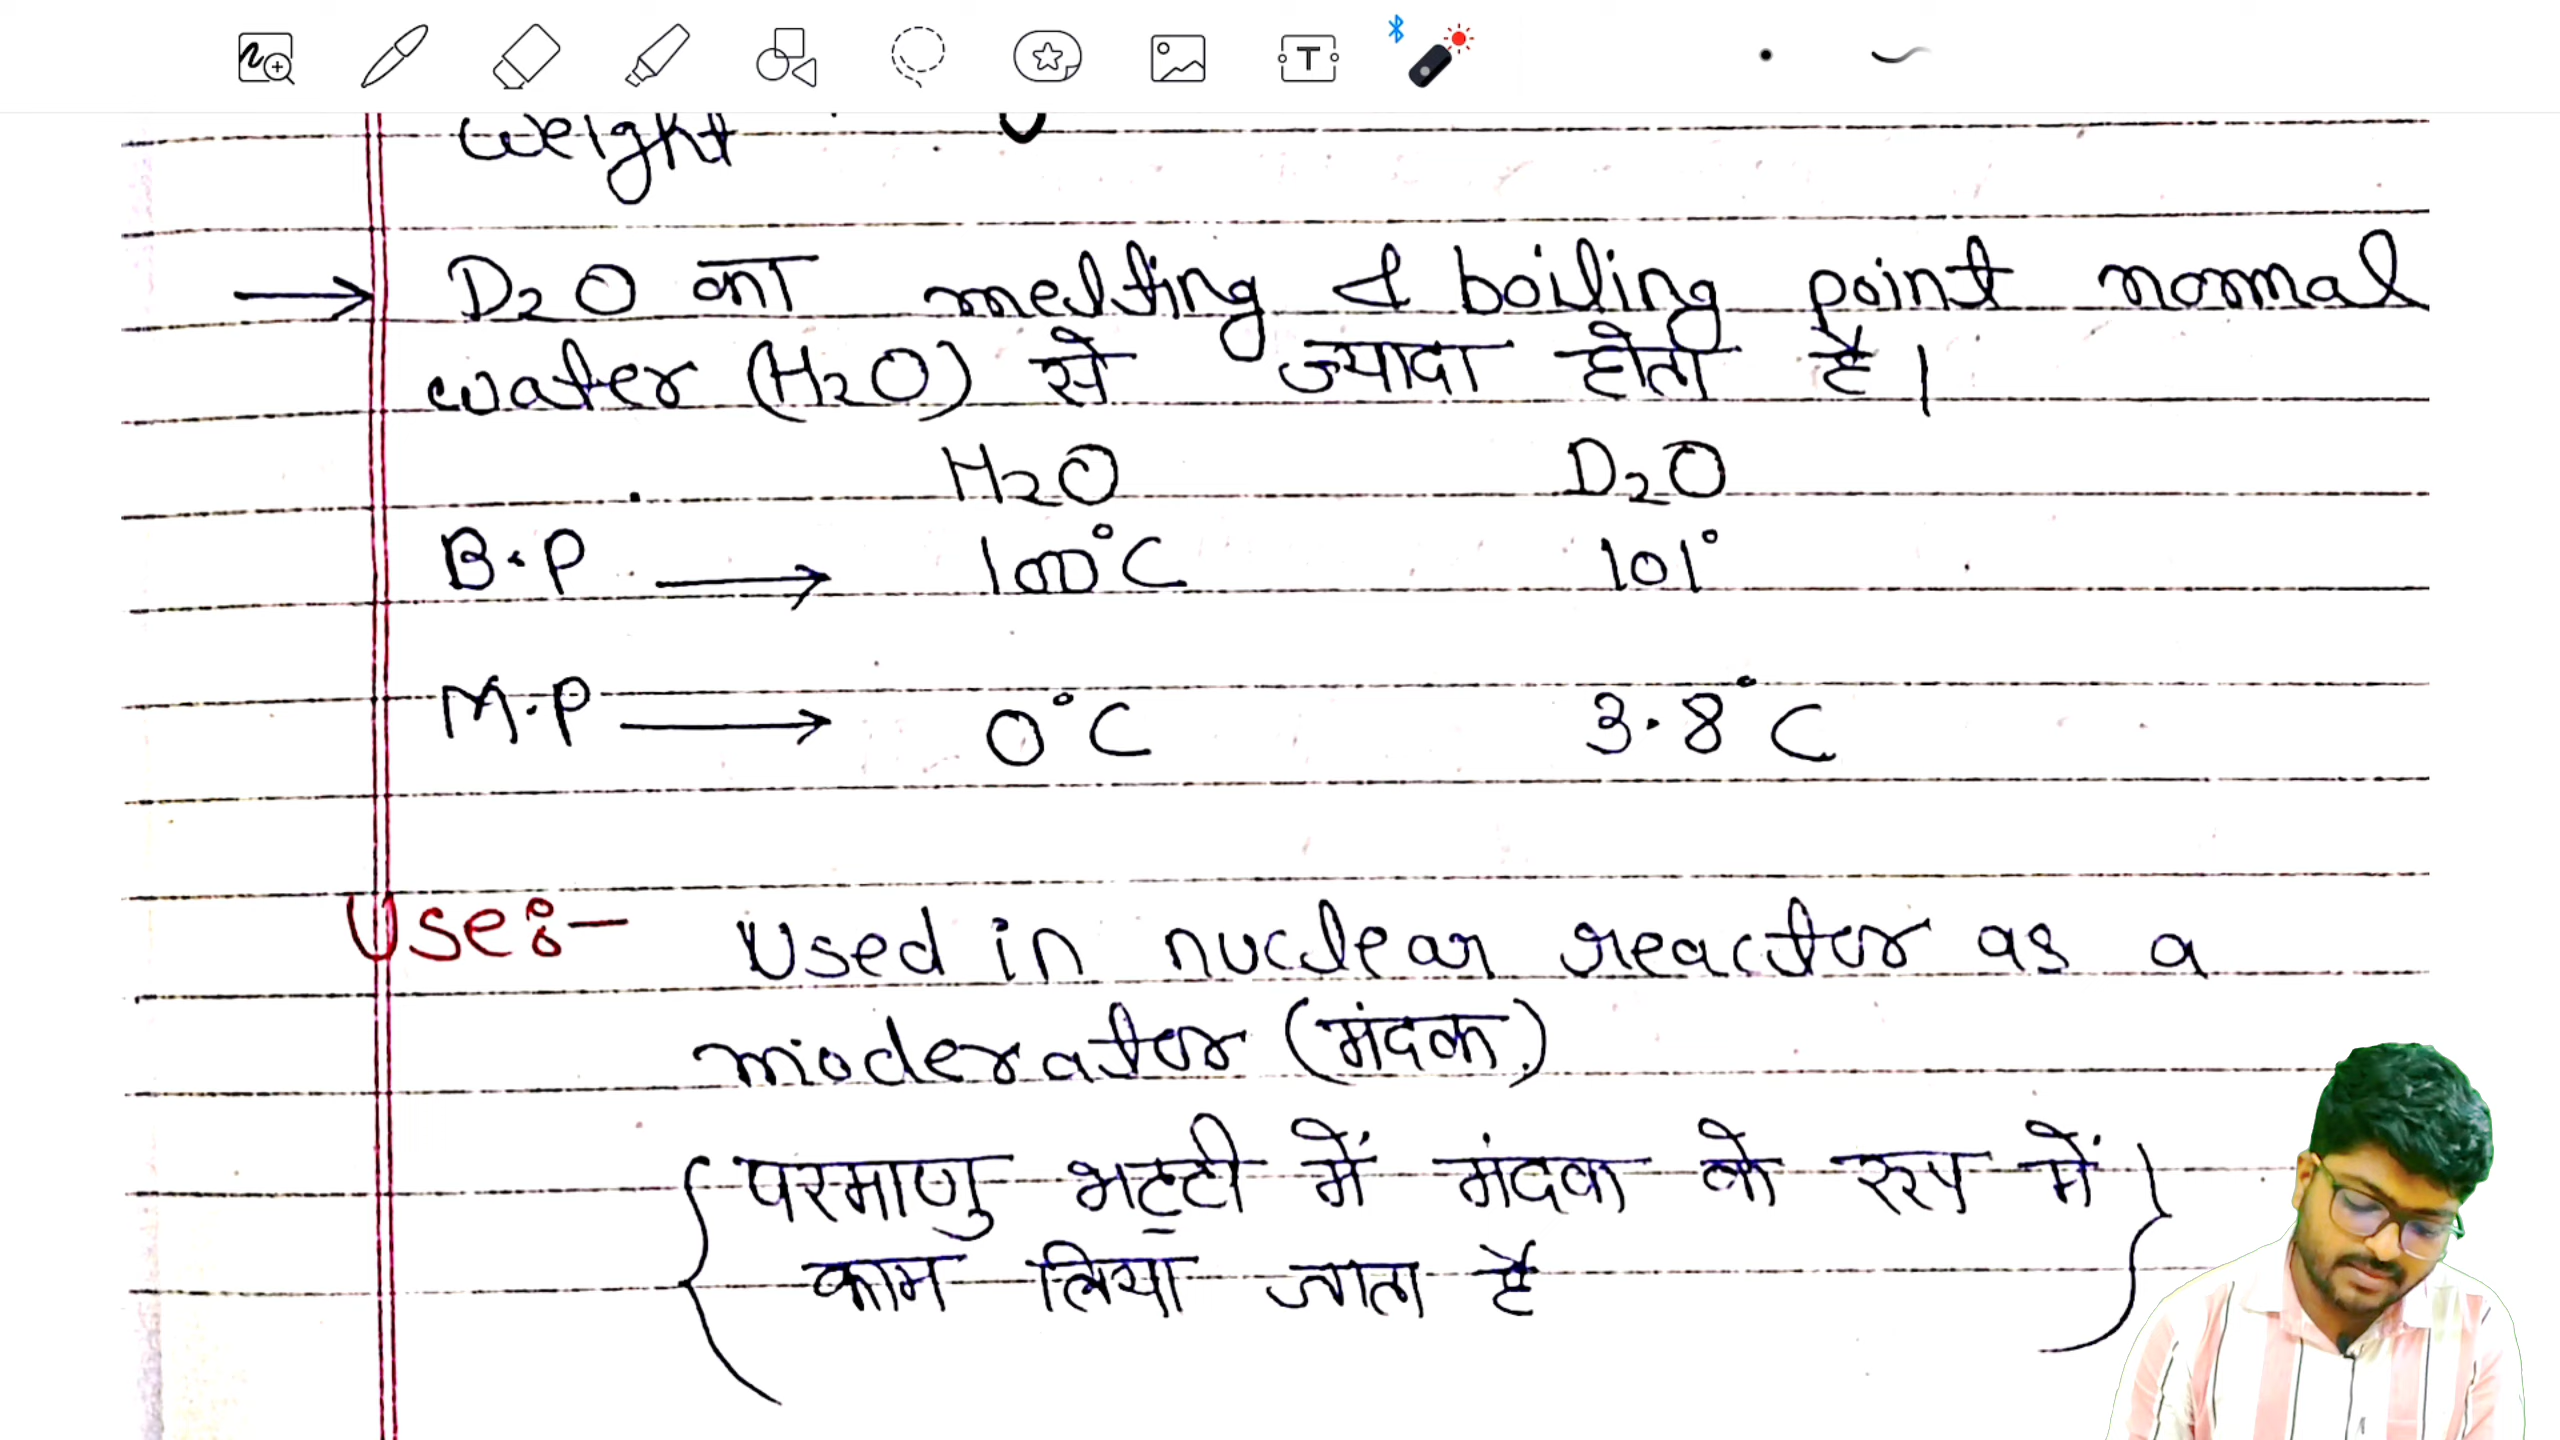 weight
→ D₂O का melting & boiling point normal
water (H₂O) से ज्यादा होता है।
H₂O D₂O
B.P → 100°C 101°
M.P → 0°C 3.8°C
Use:- Used in nuclear reactor as a
moderator (मंदक)
{ परमाणु भट्टी में मंदक के रूप में }
काम लिया जाता है